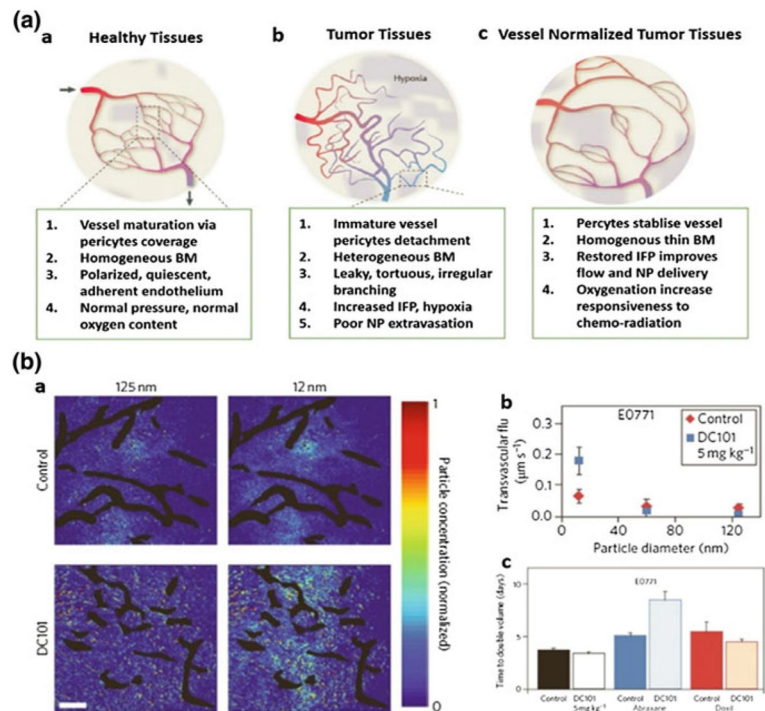 (a)
a Healthy Tissues
b Tumor Tissues
c Vessel Normalized Tumor Tissues
Hypoxia
1. Vessel maturation via
pericytes coverage
2. Homogeneous BM
3. Polarized, quiescent,
adherent endothelium
4. Normal pressure, normal
oxygen content
1. Immature vessel
pericytes detachment
2. Heterogeneous BM
3. Leaky, tortuous, irregular
branching
4. Increased IFP, hypoxia
5. Poor NP extravasation
1. Percytes stablise vessel
2. Homogenous thin BM
3. Restored IFP improves
flow and NP delivery
4. Oxygenation increase
responsiveness to
chemo-radiation
(b)
a
125 nm
12 nm
Control
DC101
1
Particle concentration (normalized)
0
b
E0771
Control
DC101
5 mg kg⁻¹
Transvascular flu
(µm s⁻¹)
0.3
0.2
0.1
0.0
0 40 80 120
Particle diameter (nm)
c
E0771
Time to double volume (days)
10
5
0
Control DC101 Control DC101 Control DC101
5 mg kg⁻¹ Abraxane Doxil